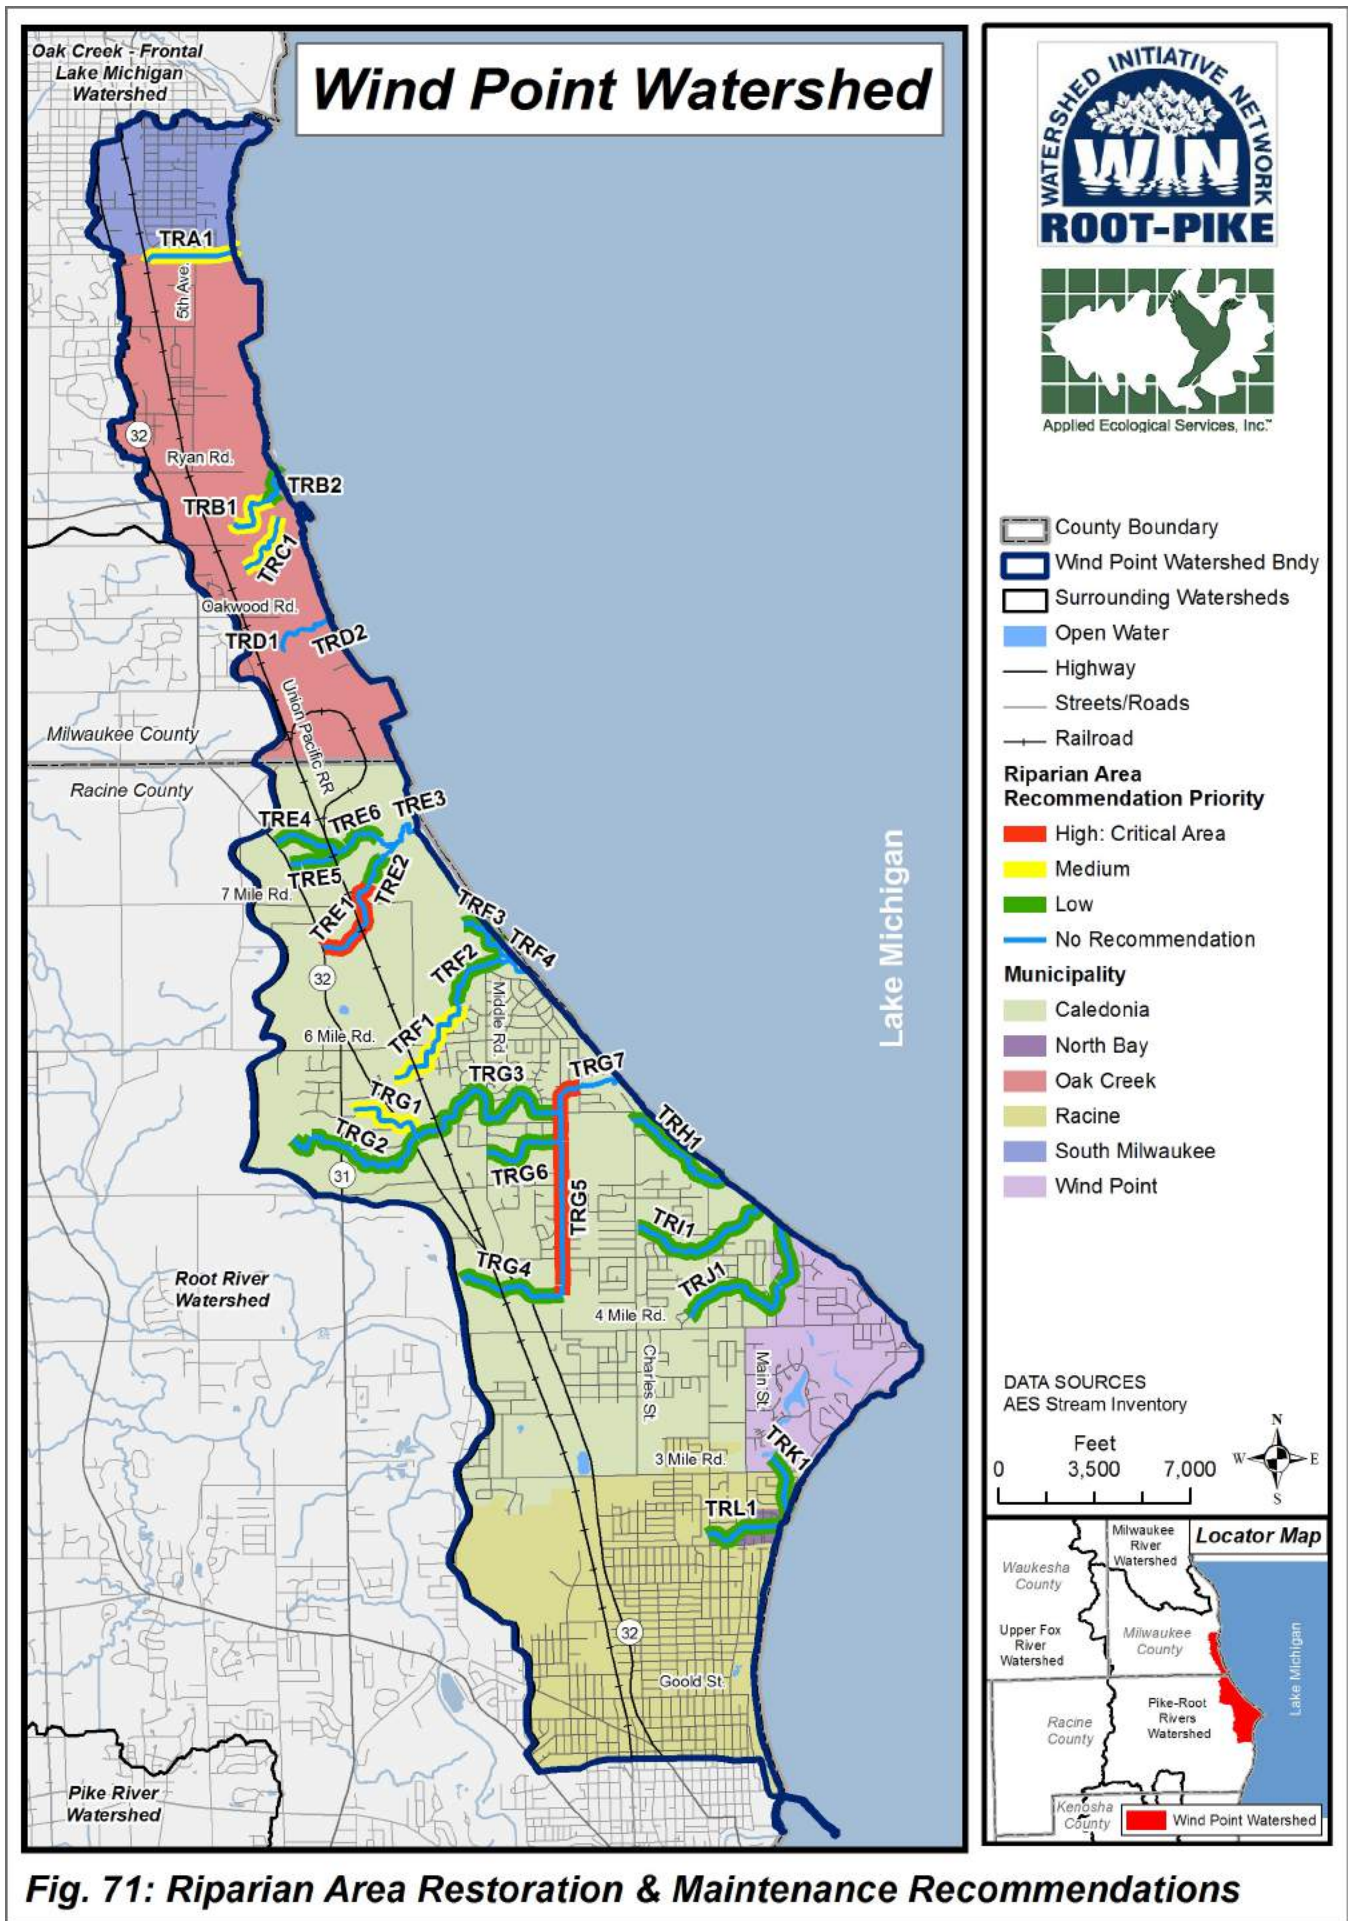 Oak Creek - Frontal
Lake Michigan
Watershed
Wind Point Watershed
TRA1
5th Ave.
32
Ryan Rd.
TRB2
TRB1
TRC1
Oakwood Rd.
TRD1
TRD2
Union Pacific RR
Milwaukee County
Racine County
TRE4
TRE6
TRE3
TRE5
TRE2
7 Mile Rd.
TRE1
TRF3
TRF4
TRF2
32
Middle Rd.
6 Mile Rd.
TRF1
TRG7
TRG3
TRG1
TRG2
TRH1
31
TRG6
TRG5
TRI1
TRG4
TRJ1
Root River
Watershed
4 Mile Rd.
Charles St.
Main St.
TRK1
3 Mile Rd.
TRL1
32
Goold St.
Pike River
Watershed
Lake Michigan
WATERSHED INITIATIVE NETWORK
WIN
ROOT-PIKE
Applied Ecological Services, Inc.™
County Boundary
Wind Point Watershed Bndy
Surrounding Watersheds
Open Water
Highway
Streets/Roads
Railroad
Riparian Area
Recommendation Priority
High: Critical Area
Medium
Low
No Recommendation
Municipality
Caledonia
North Bay
Oak Creek
Racine
South Milwaukee
Wind Point
DATA SOURCES
AES Stream Inventory
Feet
0 3,500 7,000
N
W E
S
Locator Map
Milwaukee
River
Watershed
Waukesha
County
Upper Fox
River
Watershed
Milwaukee
County
Lake Michigan
Pike-Root
Rivers
Watershed
Racine
County
Kenosha
County
Wind Point Watershed
Fig. 71: Riparian Area Restoration & Maintenance Recommendations